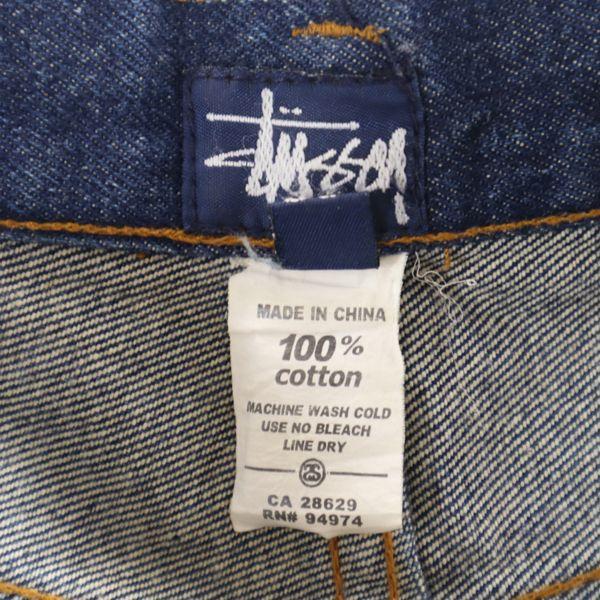 Stüssy
MADE IN CHINA
100%
cotton
MACHINE WASH COLD
USE NO BLEACH
LINE DRY
CA 28629
RN# 94974